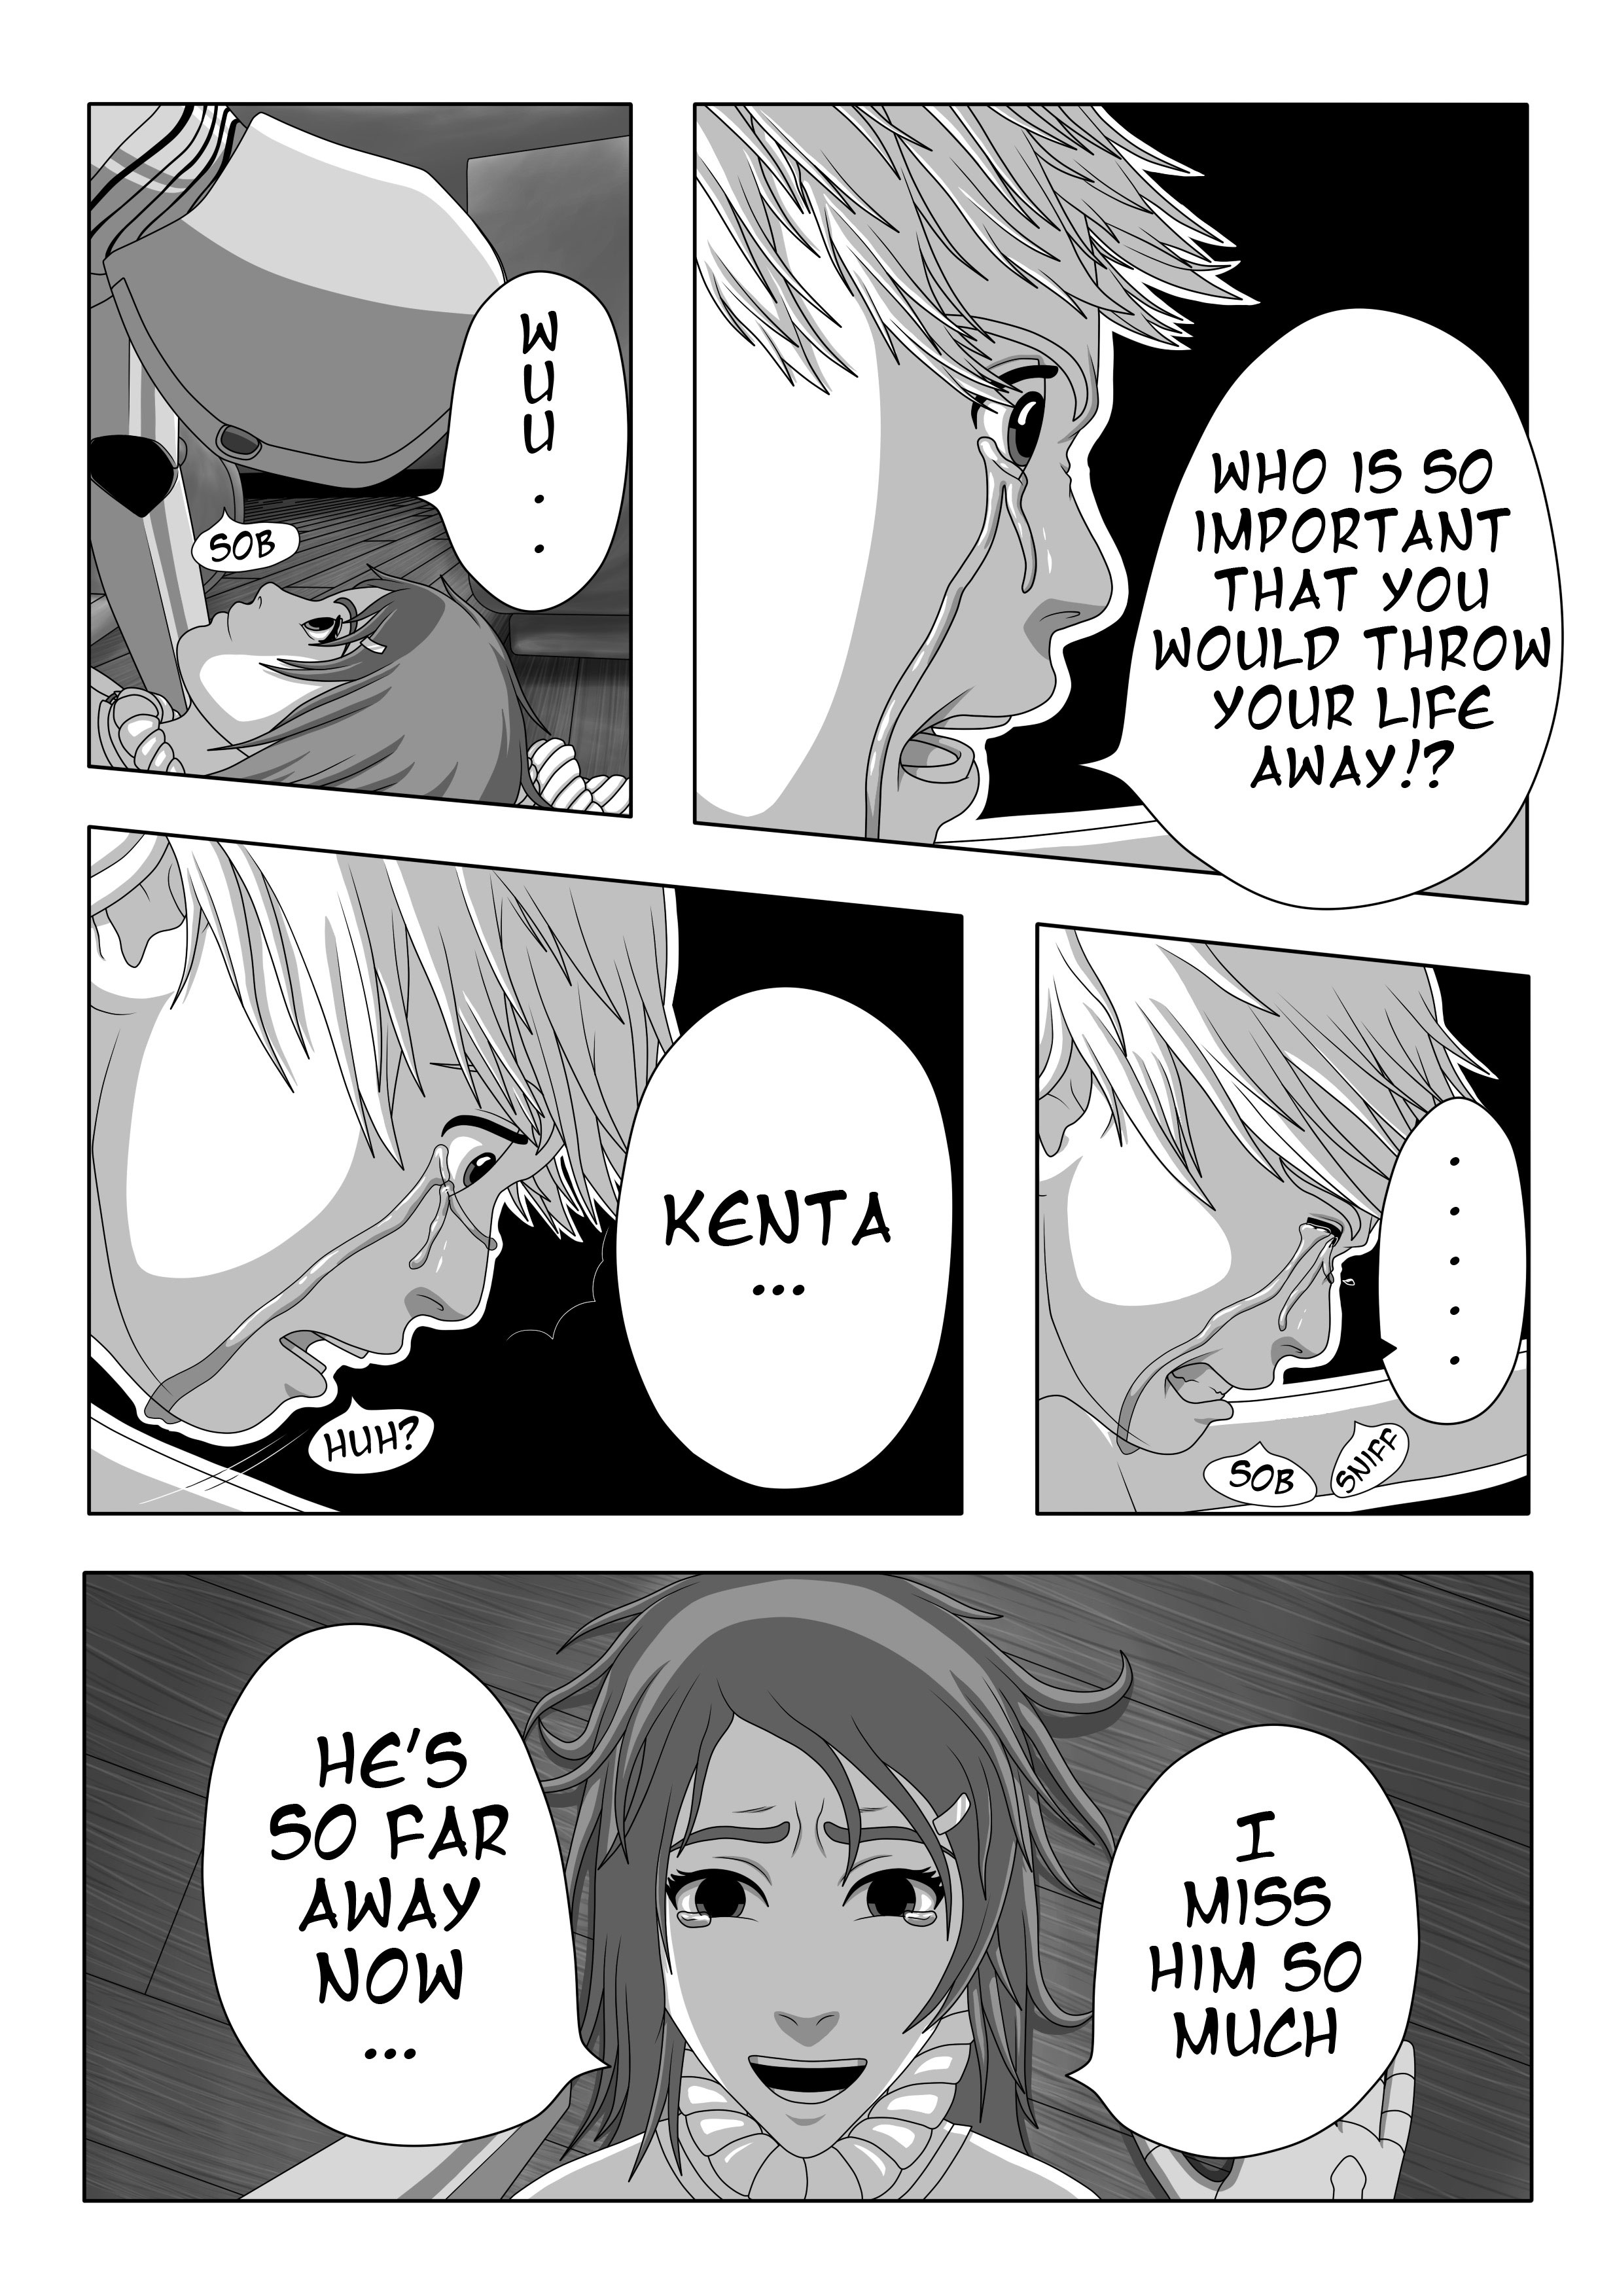 WHO IS SO
IMPORTANT
THAT YOU
WOULD THROW
YOUR LIFE
AWAY!?
WUU..
SOB
.....
SNIFF
SOB
KENTA
...
HUH?
I
MISS
HIM SO
MUCH
HE'S
SO FAR
AWAY
NOW
...